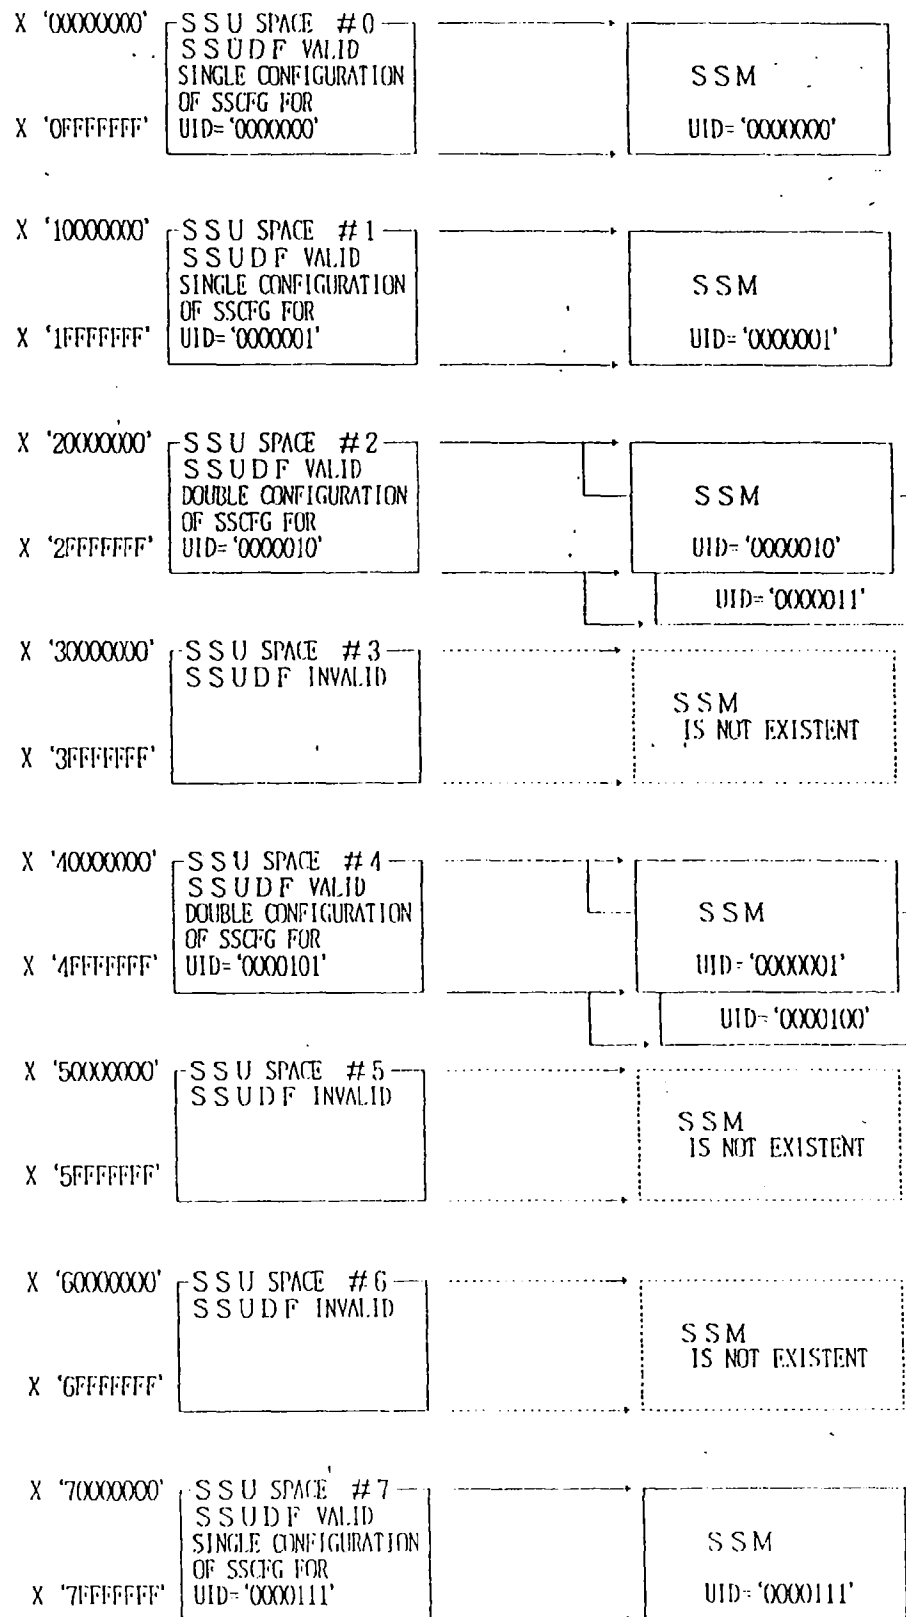 X '00000000' SSU SPACE #0
SSUDF VALID
SINGLE CONFIGURATION
OF SSCFG FOR
X '0FFFFFFF' UID='0000000'
SSM
UID='0000000'
X '10000000' SSU SPACE #1
SSUDF VALID
SINGLE CONFIGURATION
OF SSCFG FOR
X '1FFFFFFF' UID='0000001'
SSM
UID='0000001'
X '20000000' SSU SPACE #2
SSUDF VALID
DOUBLE CONFIGURATION
OF SSCFG FOR
X '2FFFFFFF' UID='0000010'
SSM
UID='0000010'
UID='0000011'
X '30000000' SSU SPACE #3
SSUDF INVALID
X '3FFFFFFF'
SSM
IS NOT EXISTENT
X '40000000' SSU SPACE #4
SSUDF VALID
DOUBLE CONFIGURATION
OF SSCFG FOR
X '4FFFFFFF' UID='0000101'
SSM
UID='0000001'
UID='0000100'
X '50000000' SSU SPACE #5
SSUDF INVALID
X '5FFFFFFF'
SSM
IS NOT EXISTENT
X '60000000' SSU SPACE #6
SSUDF INVALID
X '6FFFFFFF'
SSM
IS NOT EXISTENT
X '70000000' SSU SPACE #7
SSUDF VALID
SINGLE CONFIGURATION
OF SSCFG FOR
X '7FFFFFFF' UID='0000111'
SSM
UID='0000111'